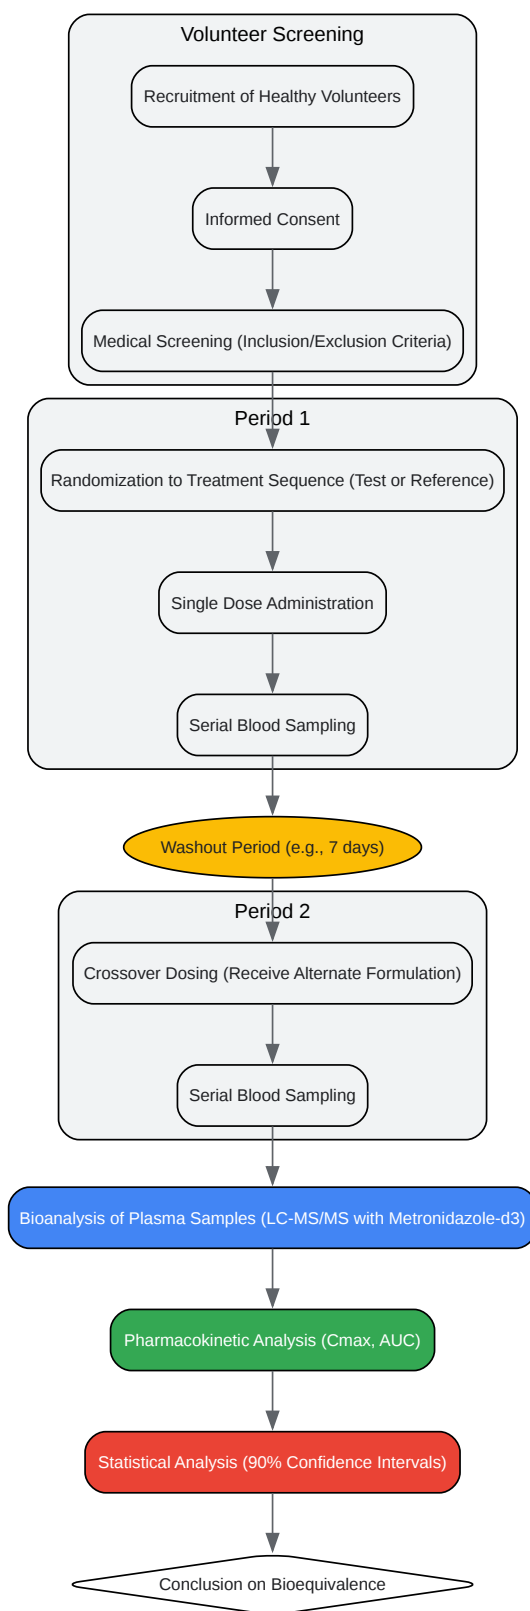 Volunteer Screening
Recruitment of Healthy Volunteers
Informed Consent
Medical Screening (Inclusion/Exclusion Criteria)
Period 1
Randomization to Treatment Sequence (Test or Reference)
Single Dose Administration
Serial Blood Sampling
Washout Period (e.g., 7 days)
Period 2
Crossover Dosing (Receive Alternate Formulation)
Serial Blood Sampling
Bioanalysis of Plasma Samples (LC-MS/MS with Metronidazole-d3)
Pharmacokinetic Analysis (Cmax, AUC)
Statistical Analysis (90% Confidence Intervals)
Conclusion on Bioequivalence